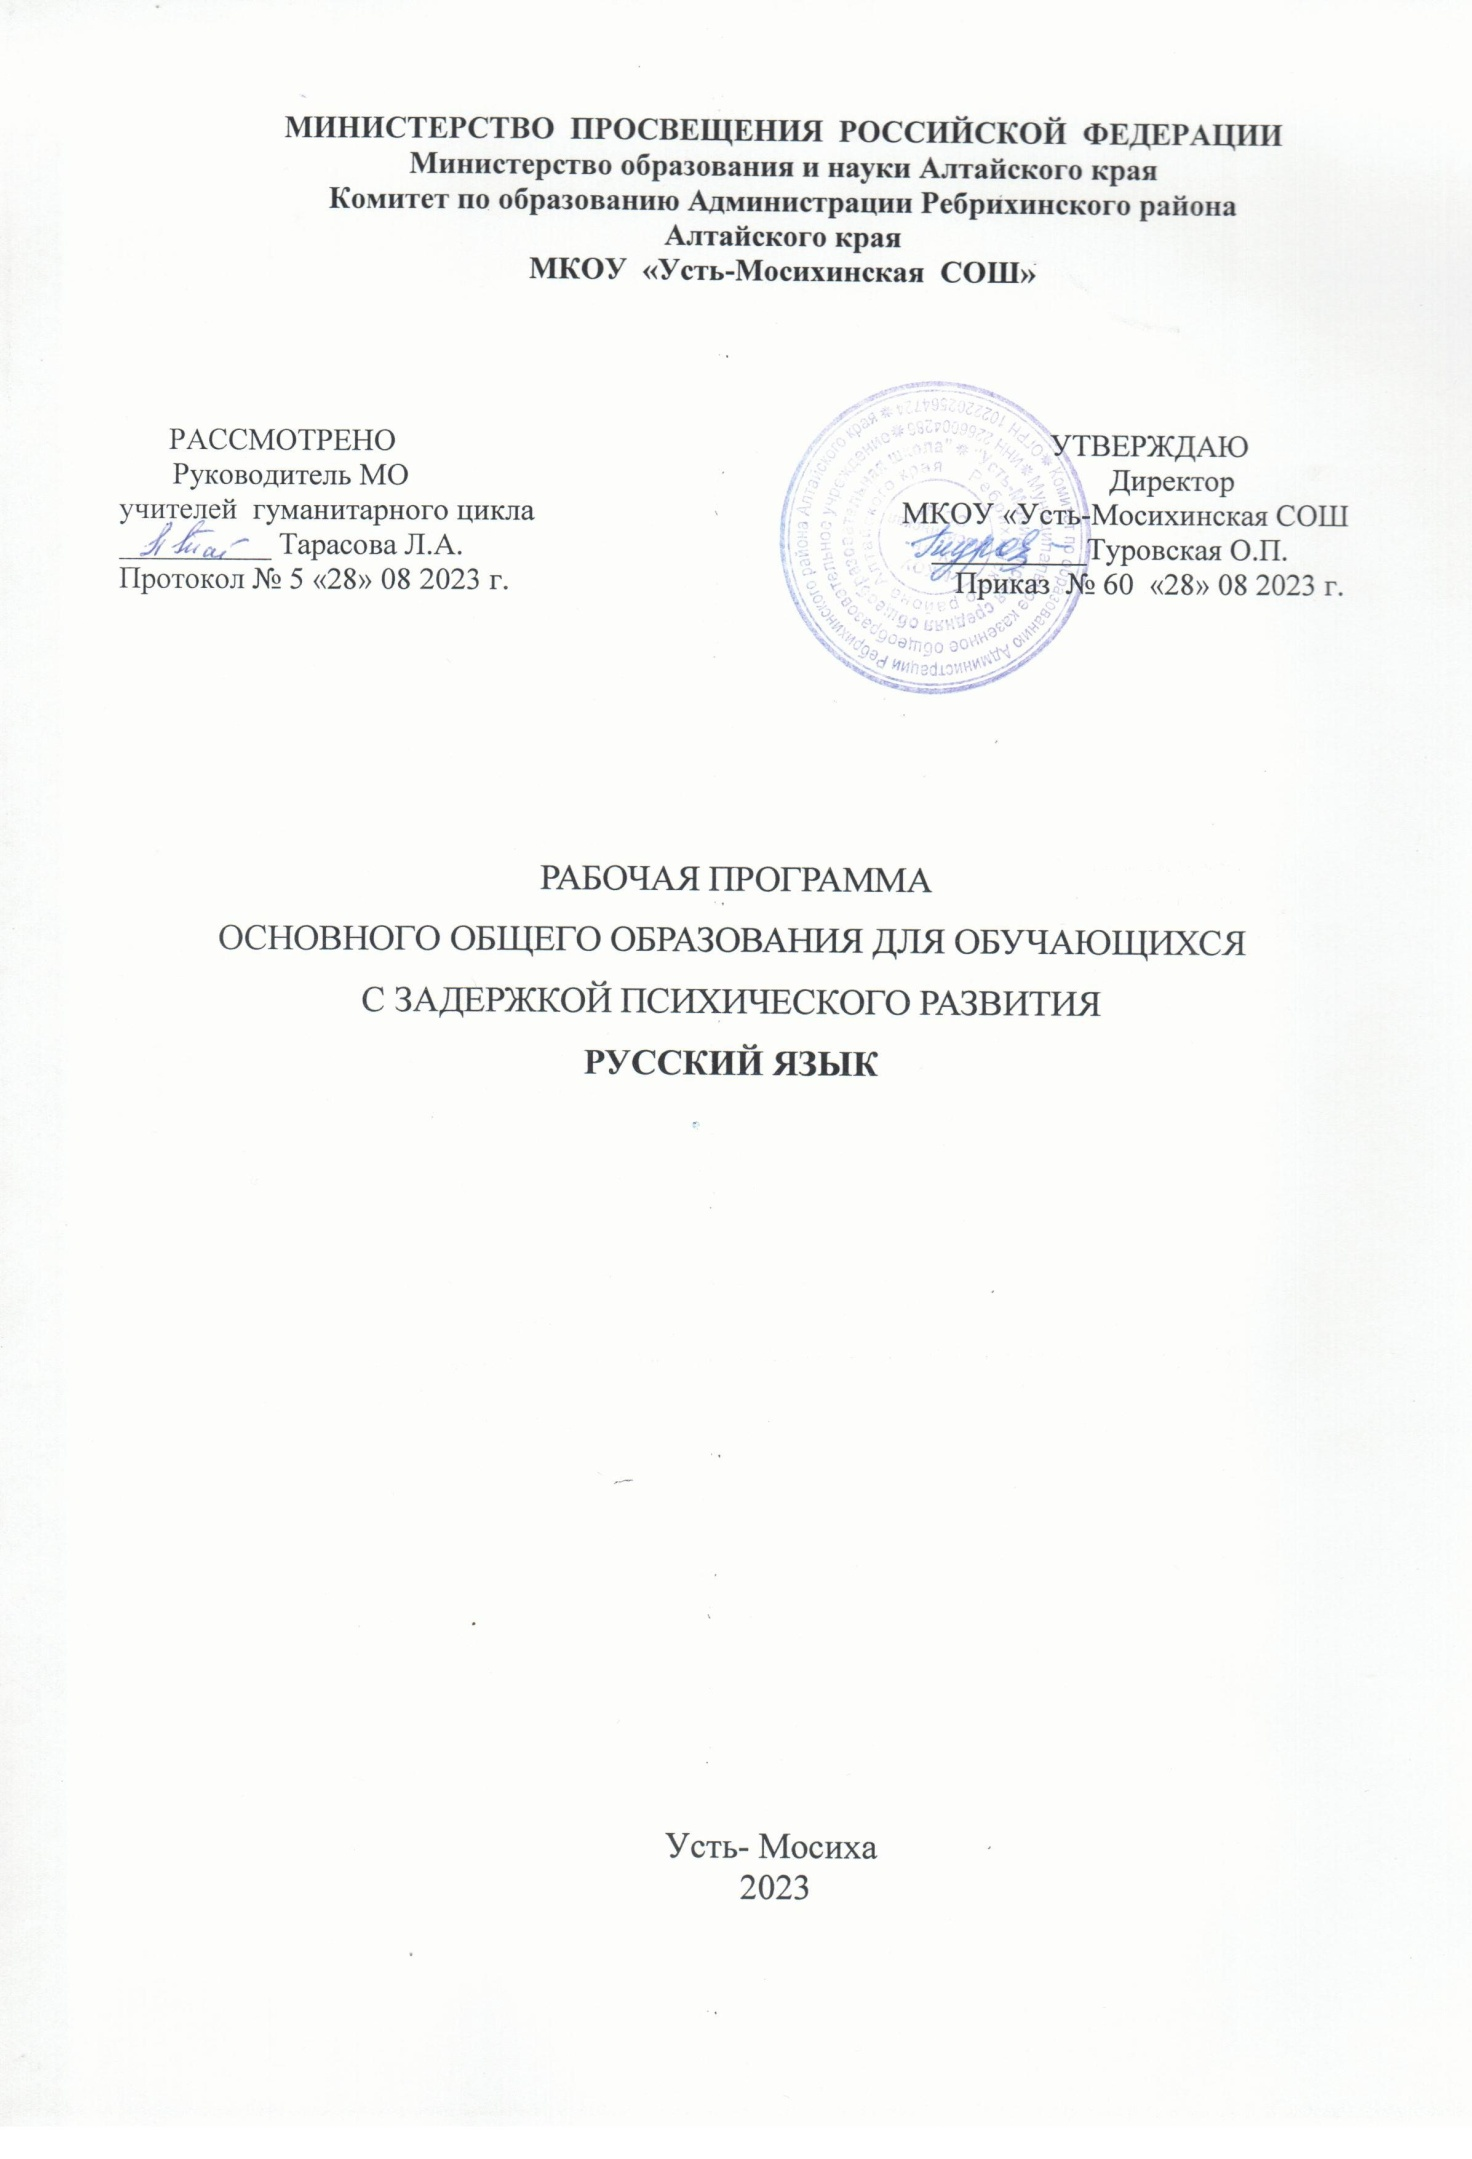 МИНИСТЕРСТВО ПРОСВЕЩЕНИЯ РОССИЙСКОЙ ФЕДЕРАЦИИ
Министерство образования и науки Алтайского края
Комитет по образованию Администрации Ребрихинского района
Алтайского края
МКОУ «Усть-Мосихинская СОШ»
РАССМОТРЕНО
Руководитель МО
учителей гуманитарного цикла
Тарасова Л.А.
Протокол № 5 «28» 08 2023 г.
УТВЕРЖДАЮ
Директор
МКОУ «Усть-Мосихинская СОШ
Туровская О.П.
Приказ № 60 «28» 08 2023 г.
РАБОЧАЯ ПРОГРАММА
ОСНОВНОГО ОБЩЕГО ОБРАЗОВАНИЯ ДЛЯ ОБУЧАЮЩИХСЯ
С ЗАДЕРЖКОЙ ПСИХИЧЕСКОГО РАЗВИТИЯ
РУССКИЙ ЯЗЫК
Усть- Мосиха
2023